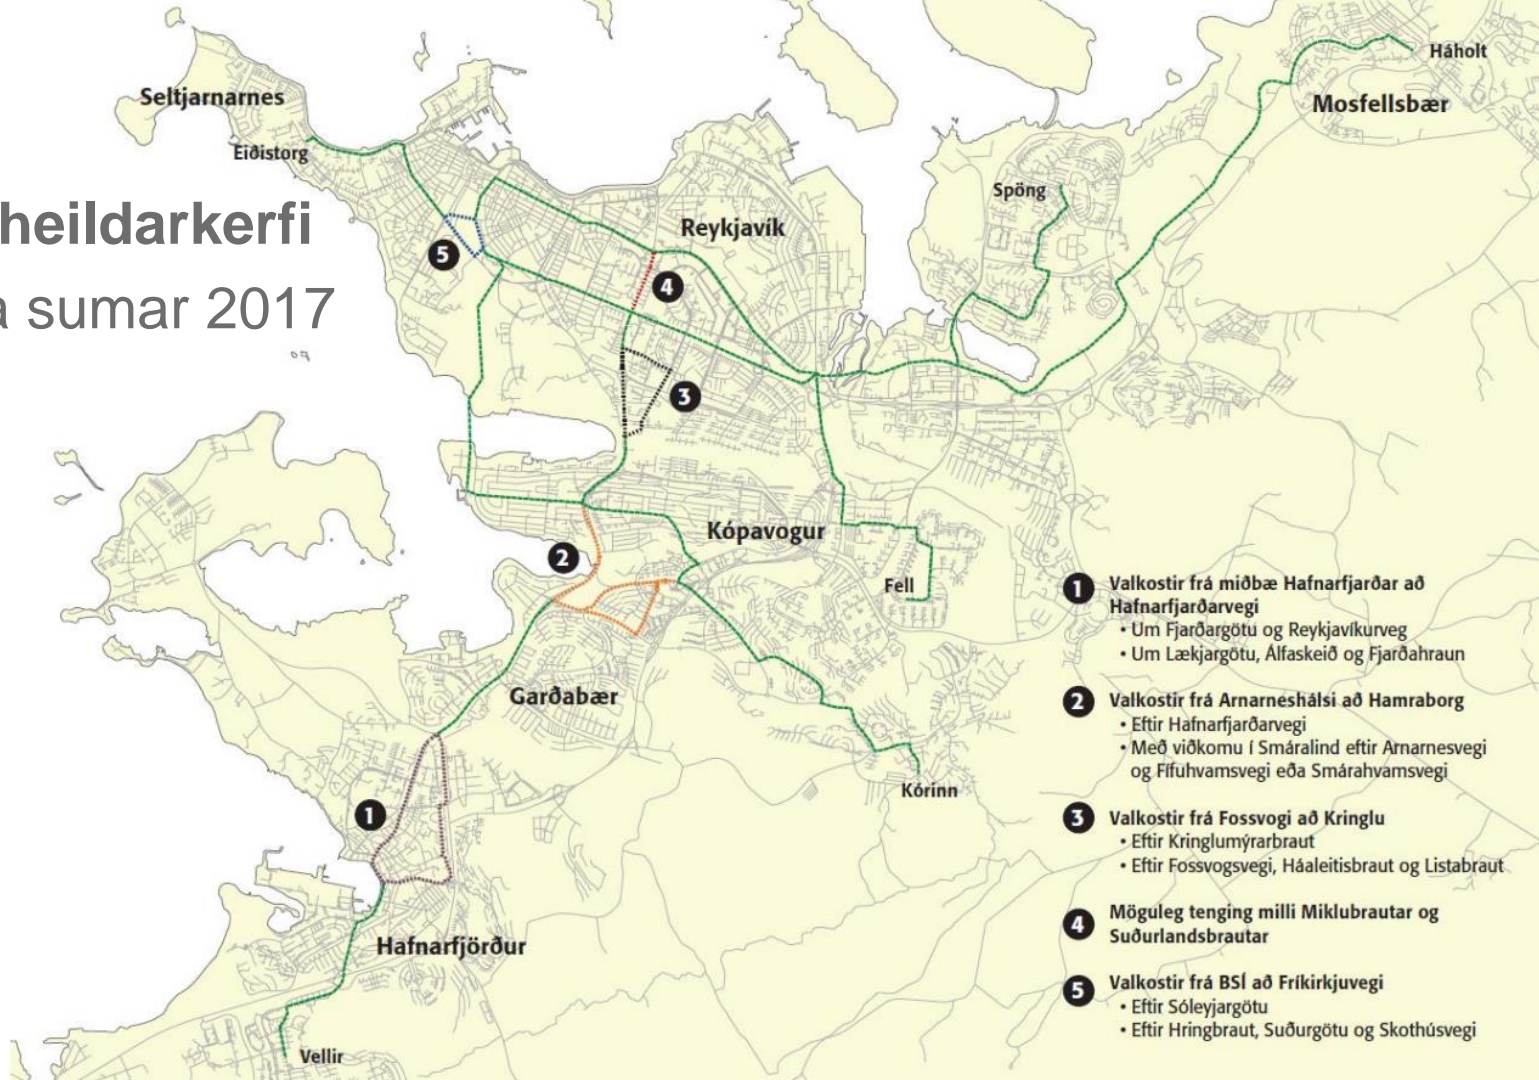 Háholt
Mosfellsbær
Seltjarnarnes
Eiðistorg
Spöng
heildarkerfi
Reykjavík
5
4
sumar 2017
3
Kópavogur
2
Fell
Garðabær
Kórinn
1
Hafnarfjörður
Vellir
1 Valkostir frá miðbæ Hafnarfjarðar að
Hafnarfjarðarvegi
• Um Fjarðargötu og Reykjavíkurveg
• Um Lækjargötu, Álfaskeið og Fjarðahraun
2 Valkostir frá Arnarneshálsi að Hamraborg
• Eftir Hafnarfjarðarvegi
• Með viðkomu í Smáralind eftir Arnarnesvegi
og Fífuhvamsvegi eða Smárahvamsvegi
3 Valkostir frá Fossvogi að Kringlu
• Eftir Kringlumýrarbraut
• Eftir Fossvogsvegi, Háaleitisbraut og Listabraut
4 Möguleg tenging milli Miklubrautar og
Suðurlandsbrautar
5 Valkostir frá BSÍ að Fríkirkjuvegi
• Eftir Sóleyjargötu
• Eftir Hringbraut, Suðurgötu og Skothúsvegi